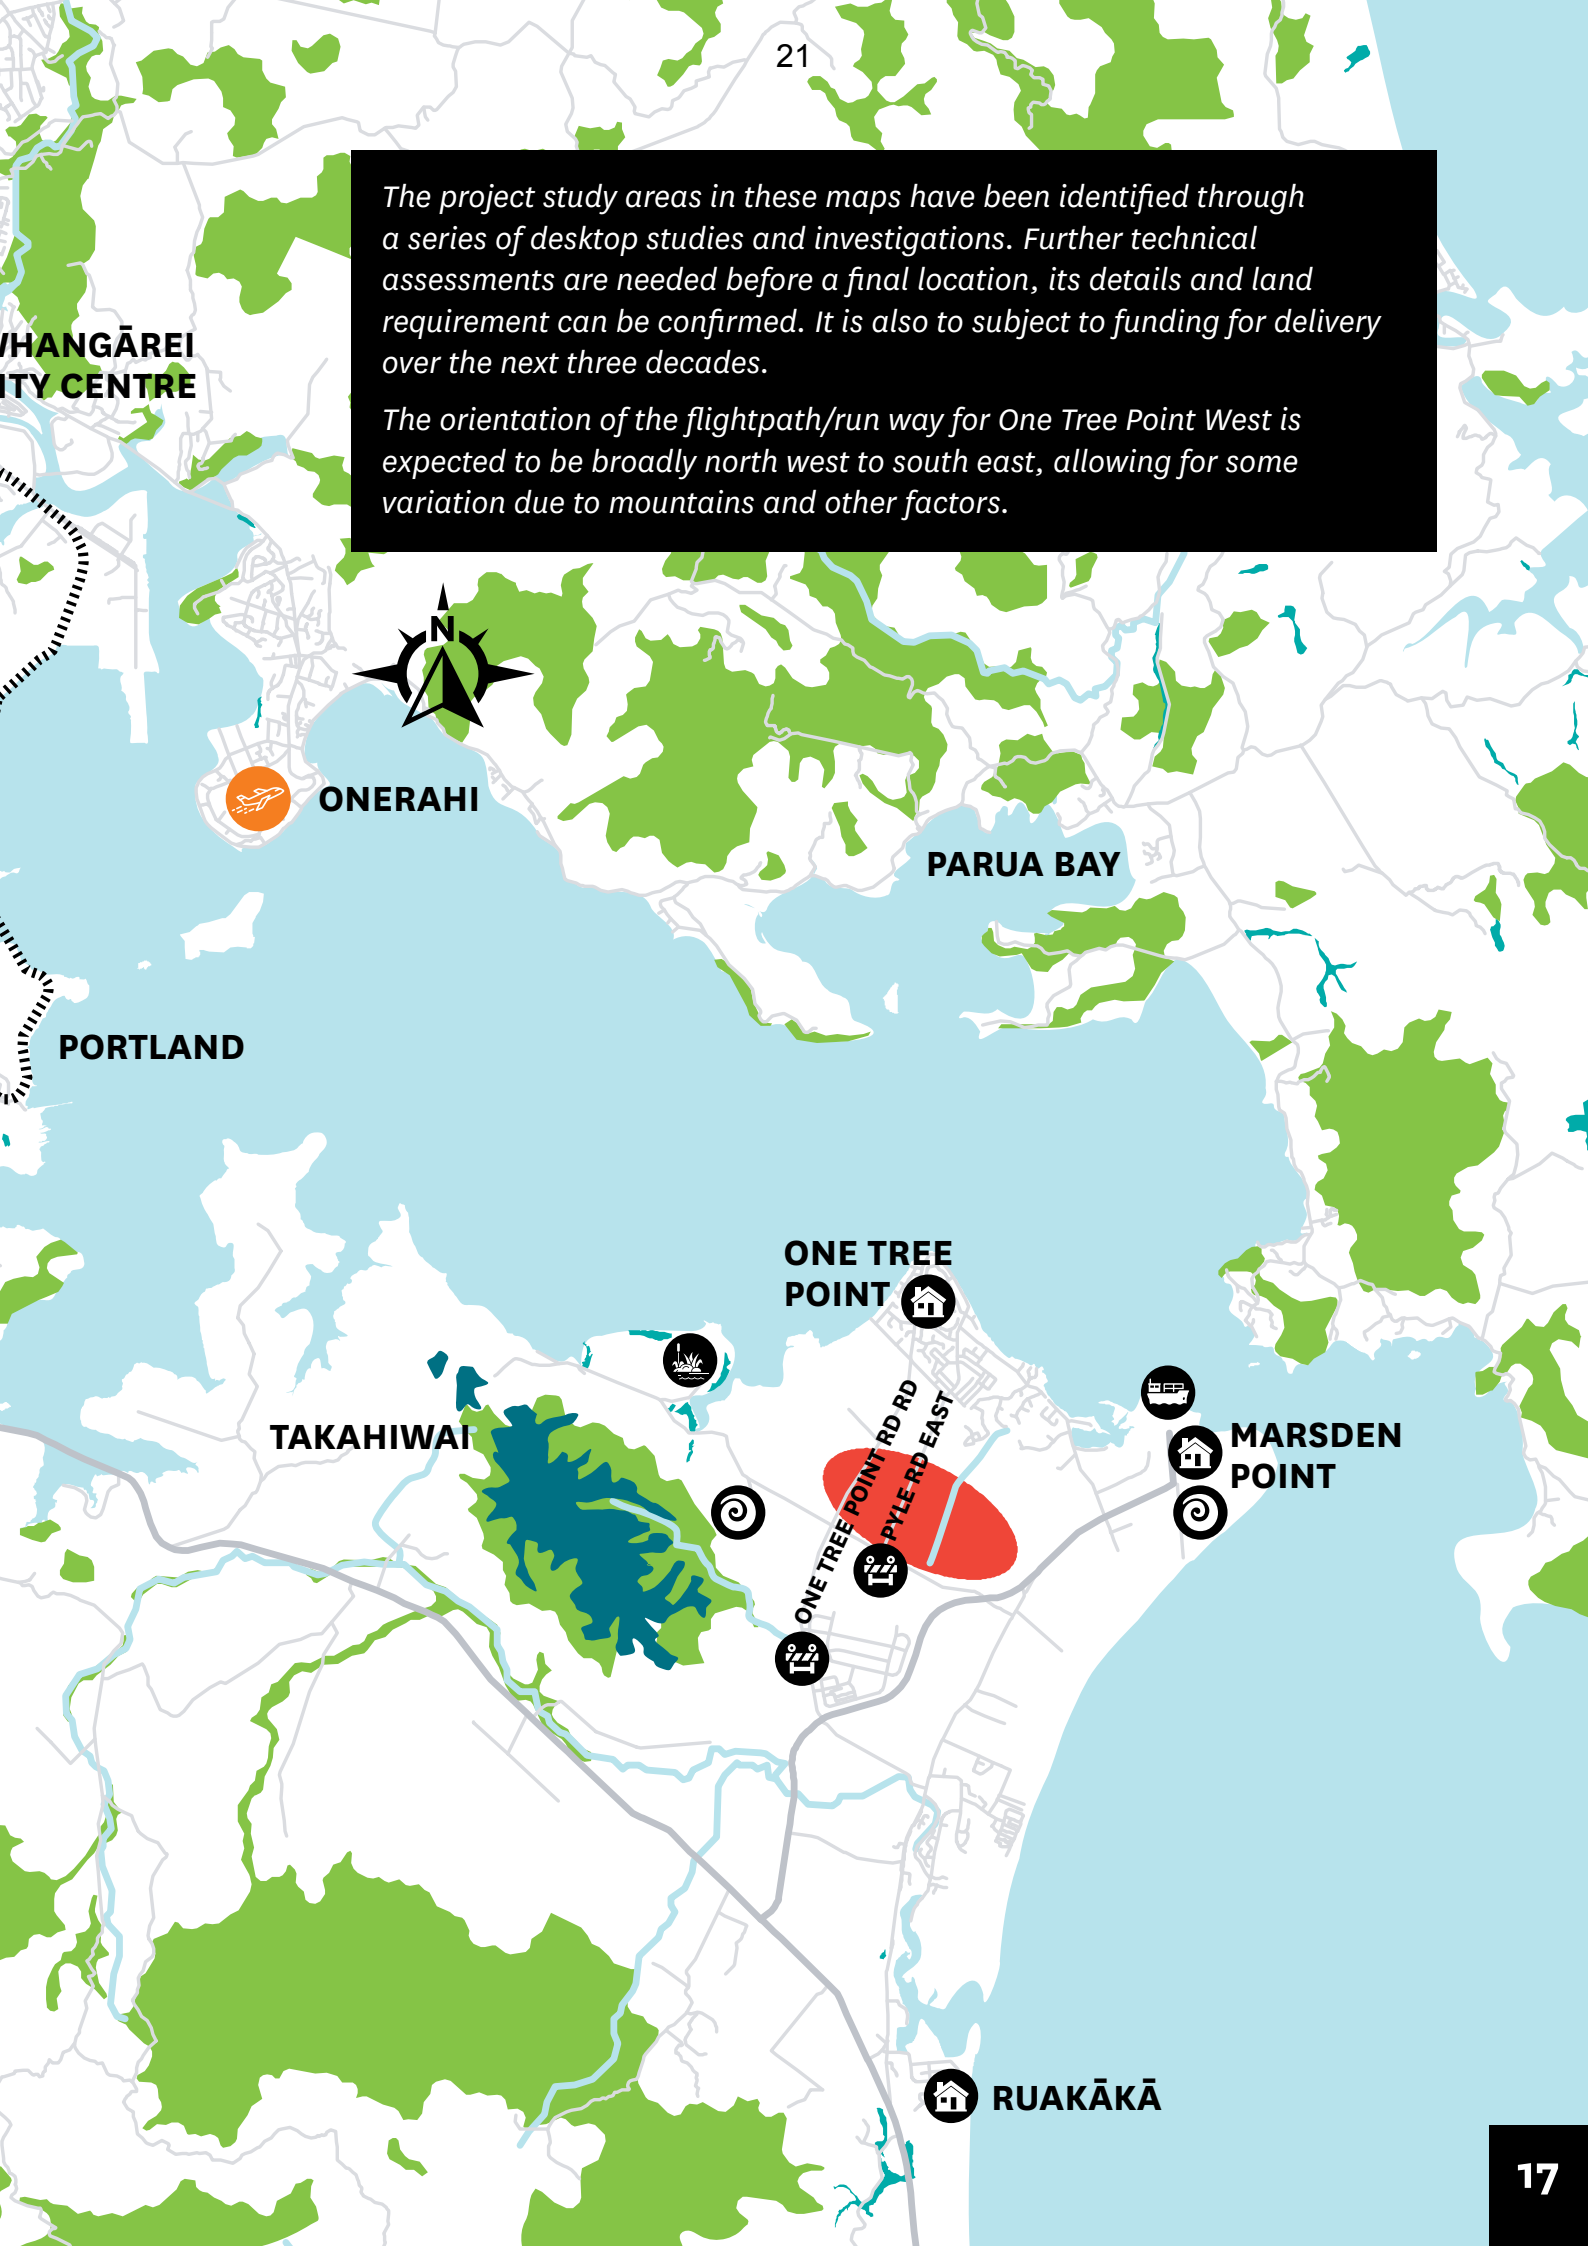 21
The project study areas in these maps have been identified through
a series of desktop studies and investigations. Further technical
assessments are needed before a final location, its details and land
requirement can be confirmed. It is also to subject to funding for delivery
over the next three decades.
The orientation of the flightpath/run way for One Tree Point West is
expected to be broadly north west to south east, allowing for some
variation due to mountains and other factors.
WHANGĀREI
ITY CENTRE
N
ONERAHI
PARUA BAY
PORTLAND
ONE TREE
POINT
TAKAHIWAI
ONE TREE POINT RD RD
PYLE RD EAST
MARSDEN
POINT
RUAKĀKĀ
17